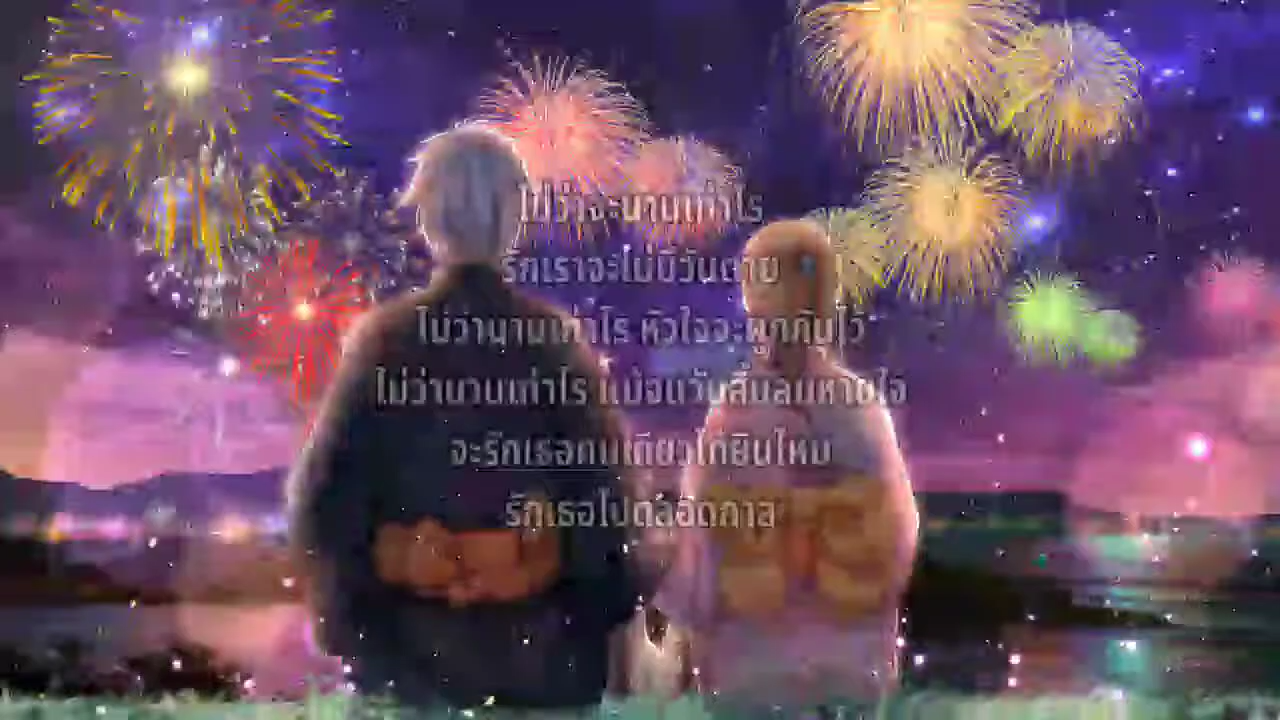 ไม่ว่าจะนานเท่าไร
รักเราจะไม่มีวันตาย
ไม่ว่านานเท่าไร หัวใจจะผูกกันไว้
ไม่ว่านานเท่าไร แม้จนวันสิ้นลมหายใจ
จะรักเธอคนเดียวได้ยินไหม
รักเธอไปตลอดกาล